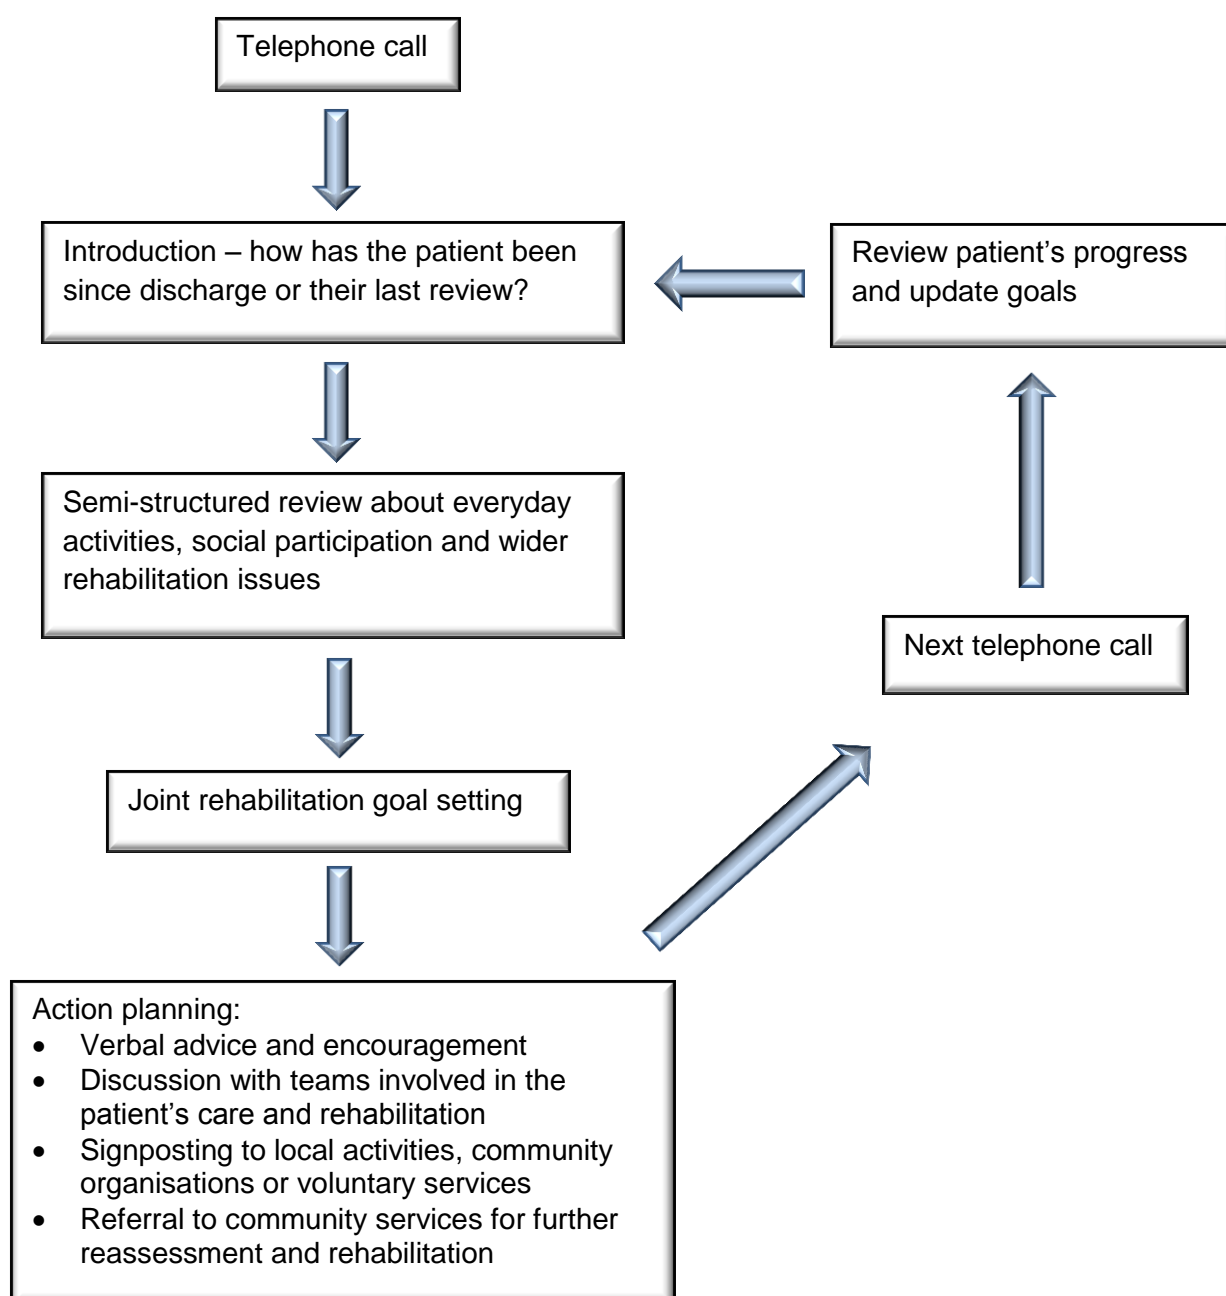 Telephone call
Introduction – how has the patient been
since discharge or their last review?
Semi-structured review about everyday
activities, social participation and wider
rehabilitation issues
Joint rehabilitation goal setting
Action planning:
• Verbal advice and encouragement
• Discussion with teams involved in the
patient’s care and rehabilitation
• Signposting to local activities, community
organisations or voluntary services
• Referral to community services for further
reassessment and rehabilitation
Next telephone call
Review patient’s progress
and update goals